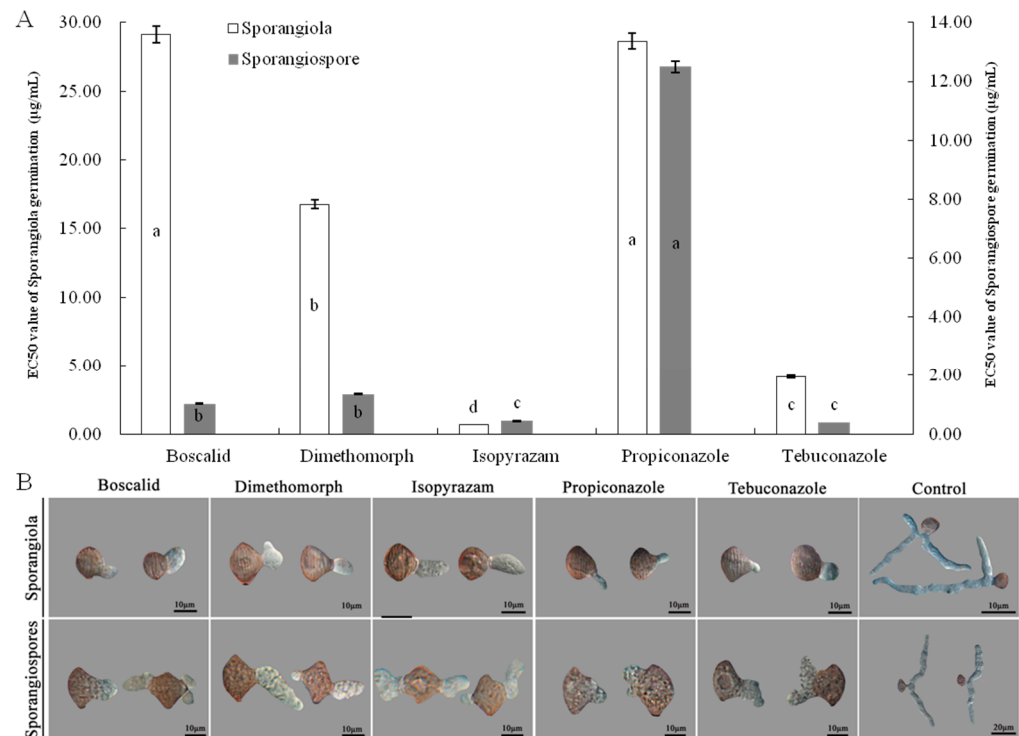 A
30.00
25.00
20.00
15.00
10.00
5.00
0.00
EC50 value of Sporangiola germination (μg/mL)
Sporangiola
Sporangiospore
14.00
12.00
10.00
8.00
6.00
4.00
2.00
0.00
EC50 value of Sporangiospore germination (μg/mL)
a
b
b
b
d
c
a
a
c
c
Boscalid Dimethomorph Isopyrazam Propiconazole Tebuconazole
B
Boscalid Dimethomorph Isopyrazam Propiconazole Tebuconazole Control
Sporangiola
10μm 10μm 10μm 10μm 10μm 10μm
Sporangiospores
10μm 10μm 10μm 10μm 10μm 20μm